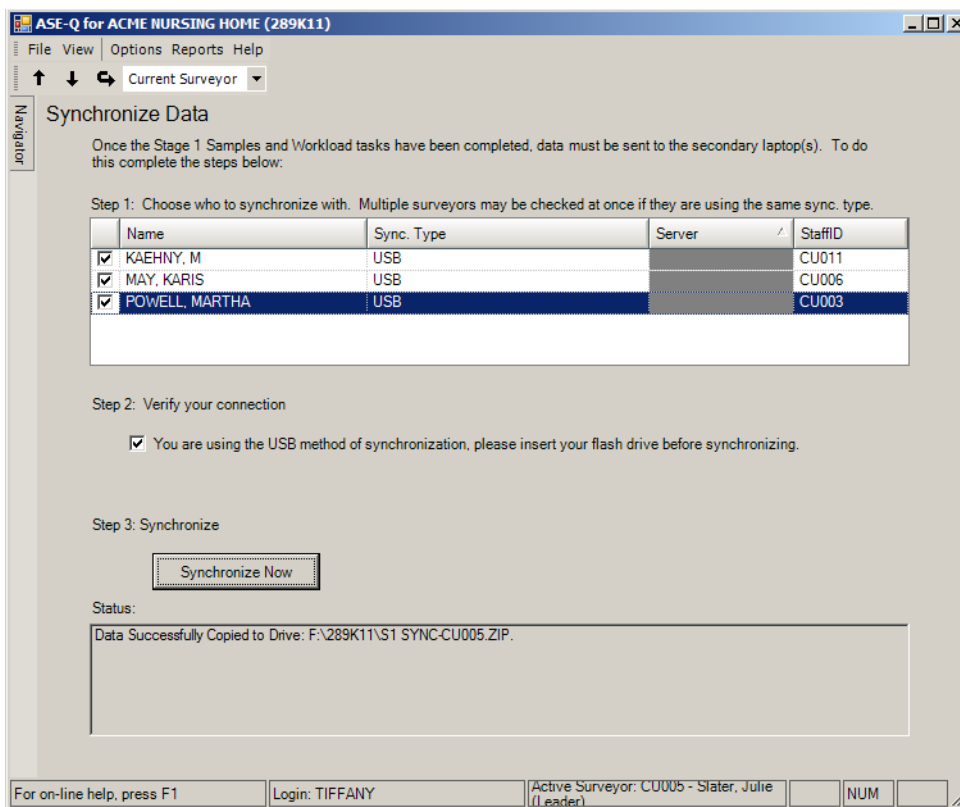 ASE-Q for ACME NURSING HOME (289K11)
File View Options Reports Help
Current Surveyor
Navigator
Synchronize Data
Once the Stage 1 Samples and Workload tasks have been completed, data must be sent to the secondary laptop(s). To do
this complete the steps below:
Step 1: Choose who to synchronize with. Multiple surveyors may be checked at once if they are using the same sync. type.
Name Sync. Type Server StaffID
KAEHNY, M USB CU011
MAY, KARIS USB CU006
POWELL, MARTHA USB CU003
Step 2: Verify your connection
You are using the USB method of synchronization, please insert your flash drive before synchronizing.
Step 3: Synchronize
Synchronize Now
Status:
Data Successfully Copied to Drive: F:\289K11\S1 SYNC-CU005.ZIP.
For on-line help, press F1 Login: TIFFANY Active Surveyor: CU005 - Slater, Julie NUM
(Leader)